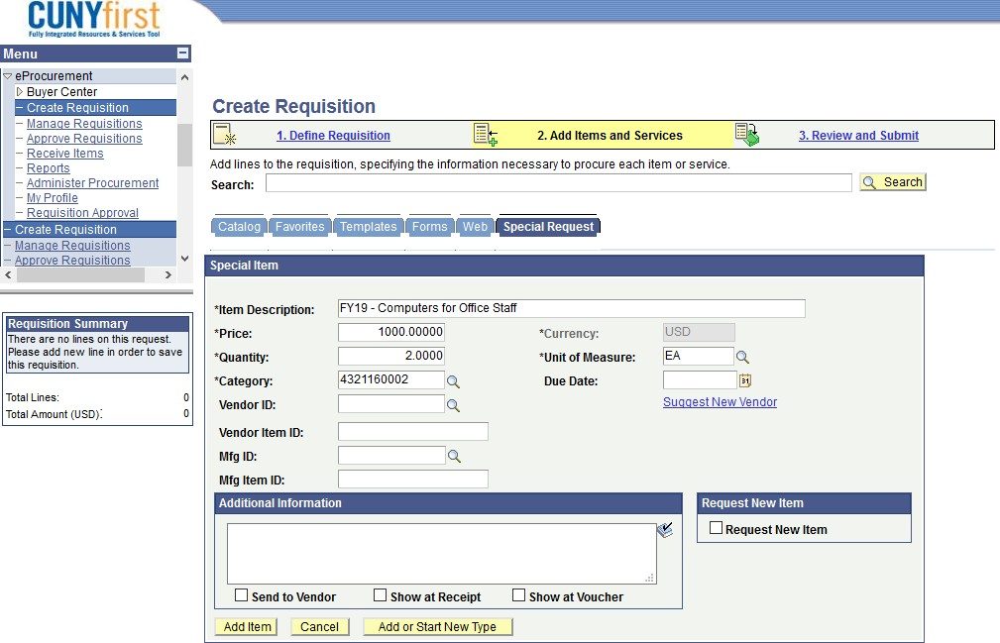 CUNYfirst
Fully Integrated Resources & Services Tool
Menu
eProcurement
Buyer Center
Create Requisition
Manage Requisitions
Approve Requisitions
Receive Items
Reports
Administer Procurement
My Profile
Requisition Approval
Create Requisition
Manage Requisitions
Approve Requisitions
Requisition Summary
There are no lines on this request.
Please add new line in order to save
this requisition.
Total Lines: 0
Total Amount (USD): 0
Create Requisition
1. Define Requisition 2. Add Items and Services 3. Review and Submit
Add lines to the requisition, specifying the information necessary to procure each item or service.
Search: Search
Catalog Favorites Templates Forms Web Special Request
Special Item
*Item Description: FY19 - Computers for Office Staff
*Price: 1000.00000 *Currency: USD
*Quantity: 2.0000 *Unit of Measure: EA
*Category: 4321160002 Due Date: 31
Vendor ID: Suggest New Vendor
Vendor Item ID:
Mfg ID:
Mfg Item ID:
Additional Information Request New Item
Request New Item
Send to Vendor Show at Receipt Show at Voucher
Add Item Cancel Add or Start New Type